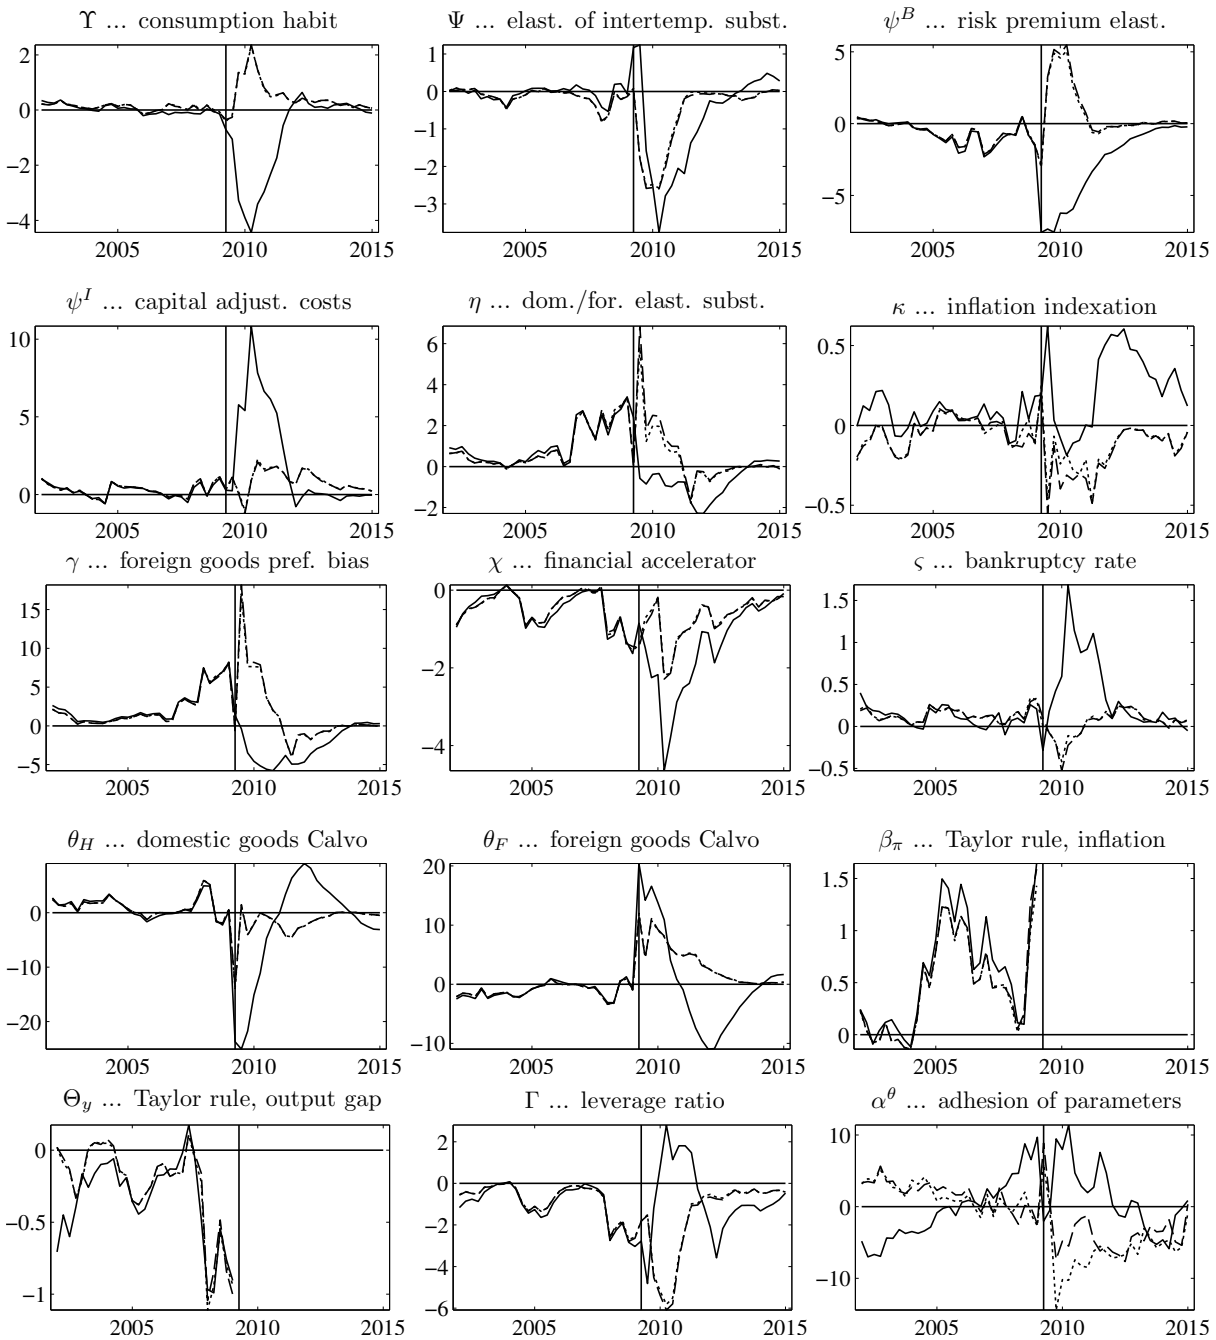 Υ ... consumption habit
Ψ ... elast. of intertemp. subst.
ψ^B ... risk premium elast.
2
0
−2
−4
2005 2010 2015
1
0
−1
−2
−3
2005 2010 2015
5
0
−5
2005 2010 2015
ψ^I ... capital adjust. costs
η ... dom./for. elast. subst.
κ ... inflation indexation
10
5
0
2005 2010 2015
6
4
2
0
−2
2005 2010 2015
0.5
0
−0.5
2005 2010 2015
γ ... foreign goods pref. bias
χ ... financial accelerator
ς ... bankruptcy rate
15
10
5
0
−5
2005 2010 2015
0
−2
−4
2005 2010 2015
1.5
1
0.5
0
−0.5
2005 2010 2015
θ_H ... domestic goods Calvo
θ_F ... foreign goods Calvo
β_π ... Taylor rule, inflation
0
−10
−20
2005 2010 2015
20
10
0
−10
2005 2010 2015
1.5
1
0.5
0
2005 2010 2015
Θ_y ... Taylor rule, output gap
Γ ... leverage ratio
α^θ ... adhesion of parameters
0
−0.5
−1
2005 2010 2015
2
0
−2
−4
−6
2005 2010 2015
10
0
−10
2005 2010 2015